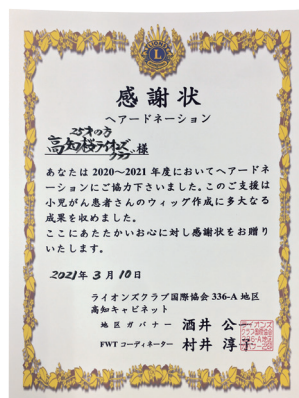 感謝状
ヘアードネーション
25才の方
高知桜ライオンズ
クラブ 様
あなたは2020〜2021年度においてヘアードネ
ーションにご協力下さいました。このご支援は
小児がん患者さんのウィッグ作成に多大なる
成果を収めました。
ここにあたたかいお心に対し感謝状をお贈り
いたします。
2021年 3月 10日
ライオンズクラブ国際協会 336-A 地区
高知キャビネット
地区ガバナー 酒井 公一
FWT コーディネーター 村井 淳子